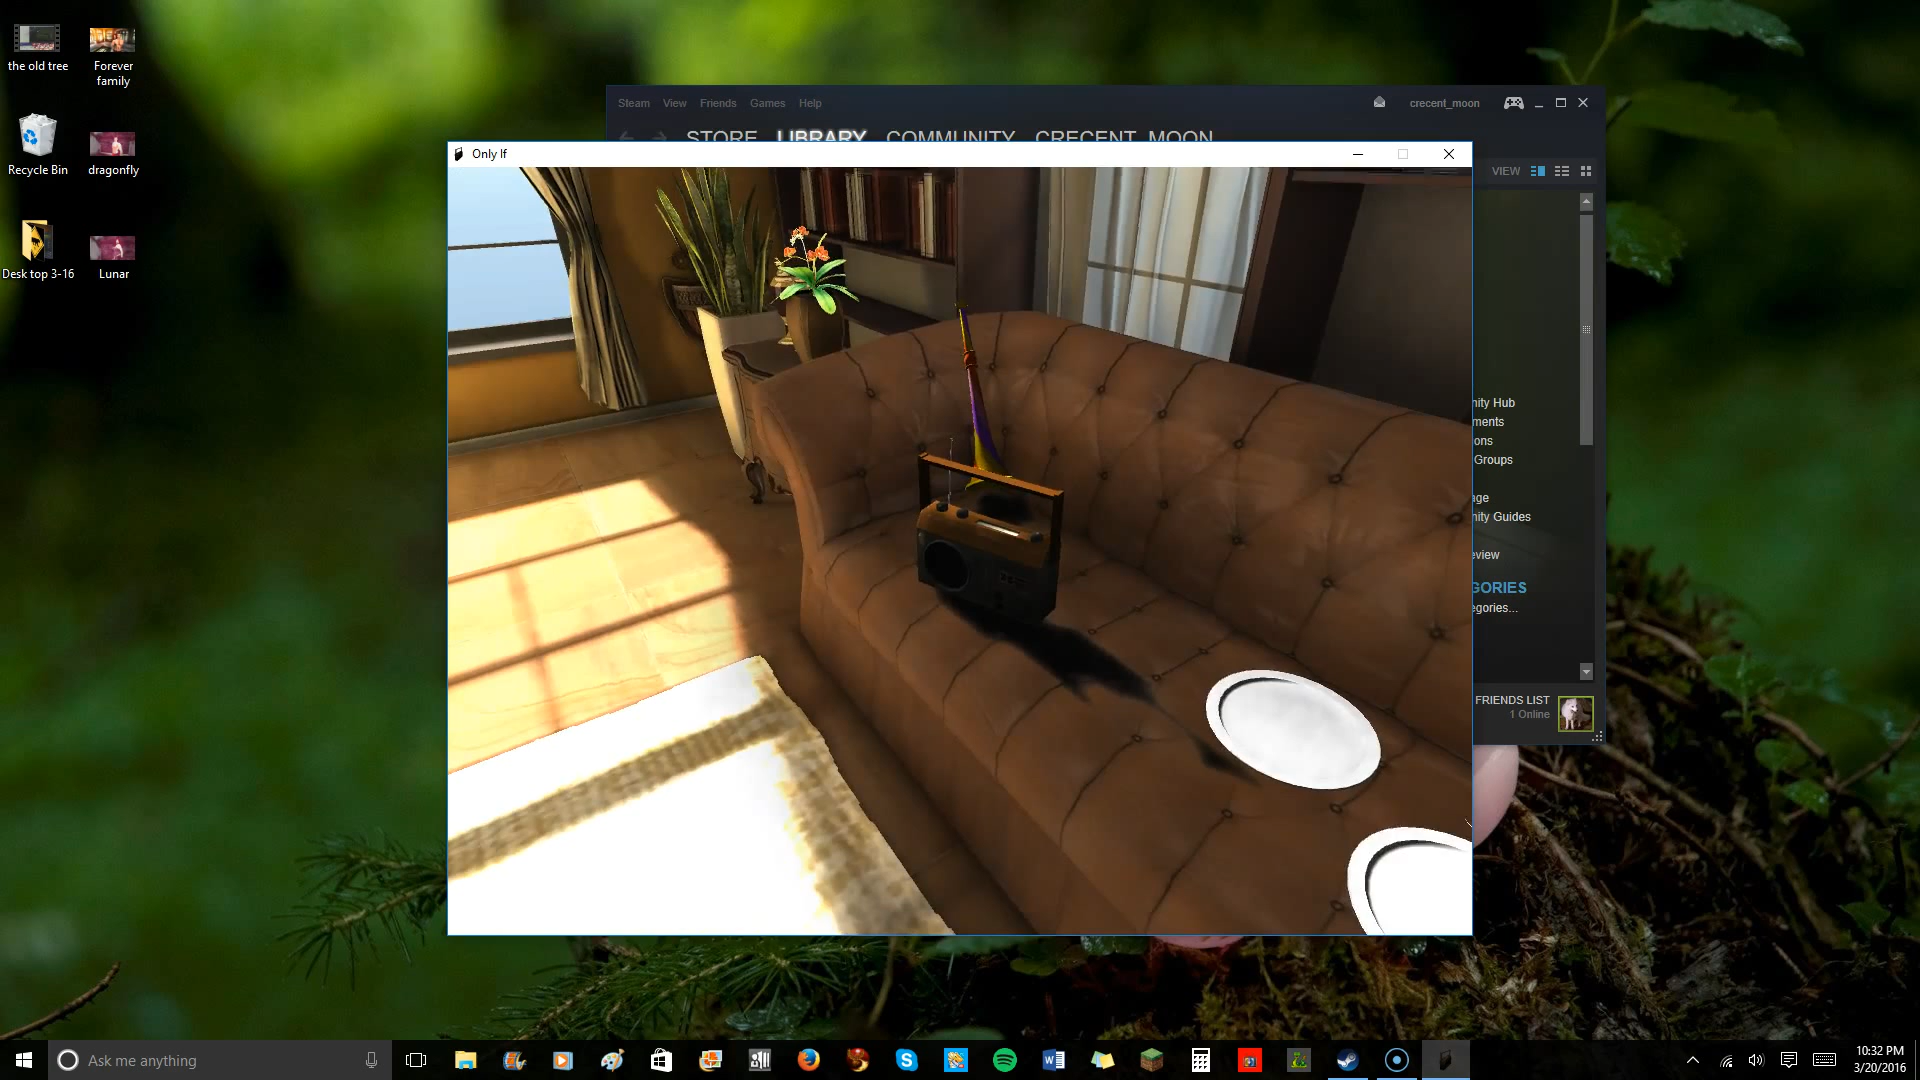 the old tree
Forever
family
Recycle Bin
dragonfly
Desk top 3-16
Lunar
Steam View Friends Games Help
crecent_moon
STORE LIBRARY COMMUNITY CRECENT_MOON
Only If
VIEW
nity Hub
ments
ons
Groups
age
nity Guides
eview
GORIES
egories...
FRIENDS LIST
1 Online
Ask me anything
10:32 PM
3/20/2016